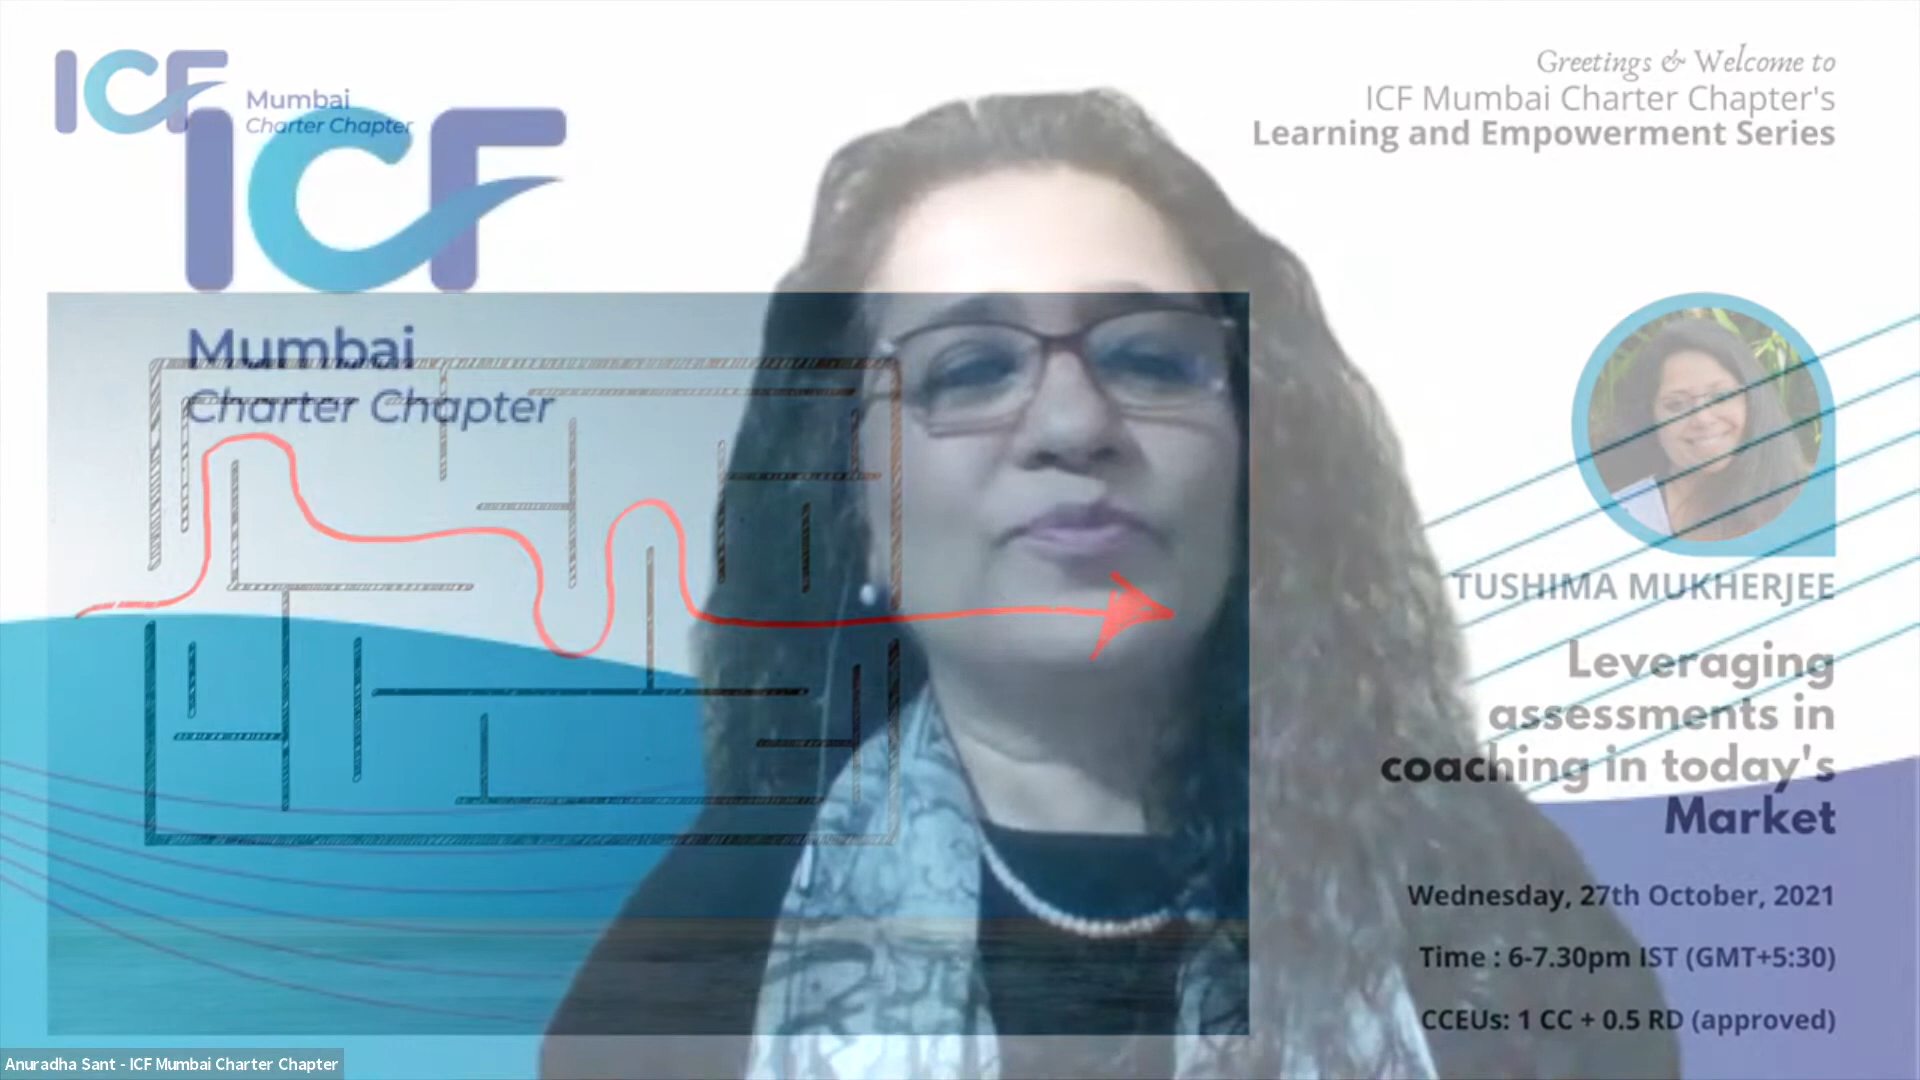 ICF
Mumbai
Charter Chapter
ICF
Mumbai
Charter Chapter
Greetings & Welcome to
ICF Mumbai Charter Chapter's
Learning and Empowerment Series
TUSHIMA MUKHERJEE
Leveraging
assessments in
coaching in today's
Market
Wednesday, 27th October, 2021
Time : 6-7.30pm IST (GMT+5:30)
CCEUs: 1 CC + 0.5 RD (approved)
Anuradha Sant - ICF Mumbai Charter Chapter